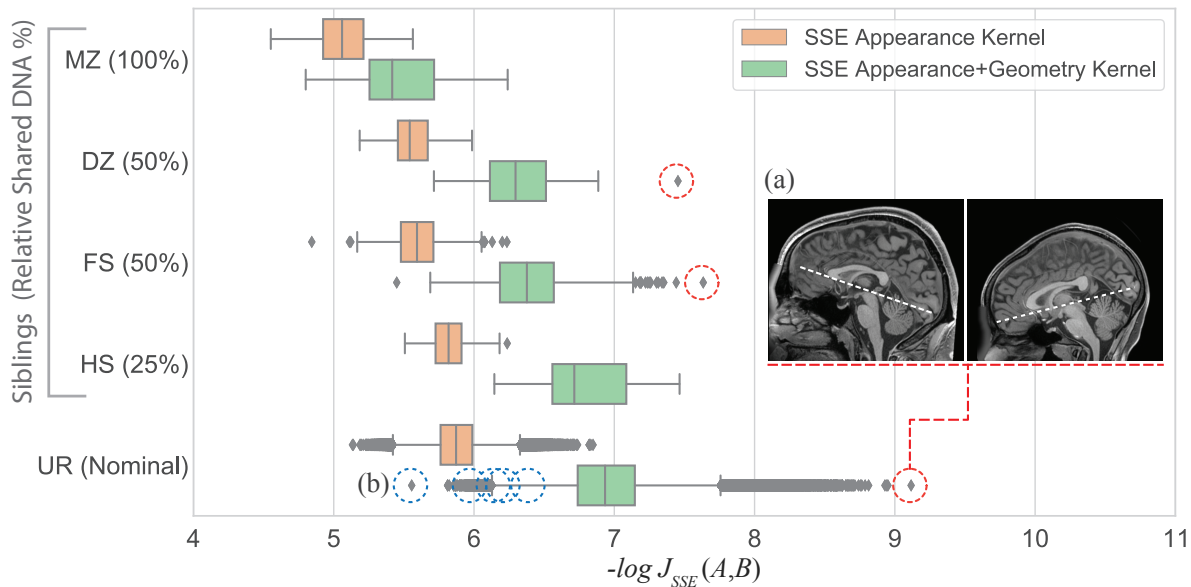 Siblings (Relative Shared DNA %)
MZ (100%)
DZ (50%)
FS (50%)
HS (25%)
UR (Nominal)
SSE Appearance Kernel
SSE Appearance+Geometry Kernel
(a)
(b)
4 5 6 7 8 9 10 11
-log J_SSE (A,B)